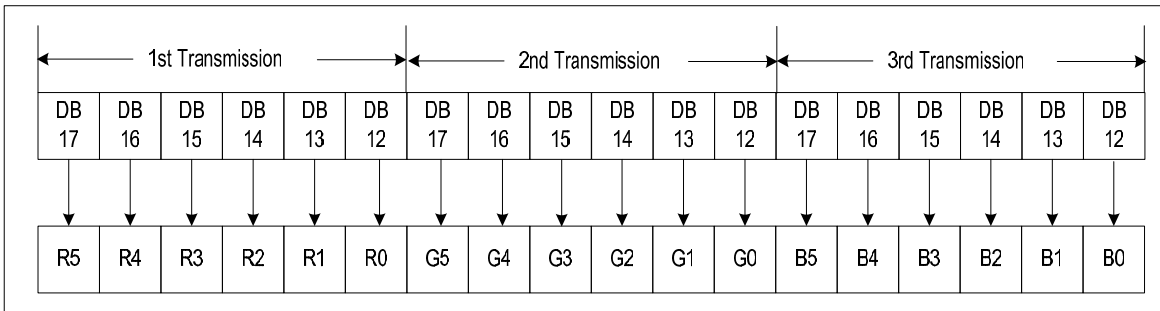 1st Transmission 2nd Transmission 3rd Transmission
DB DB DB DB DB DB DB DB DB DB DB DB DB DB DB DB DB DB
17 16 15 14 13 12 17 16 15 14 13 12 17 16 15 14 13 12
R5 R4 R3 R2 R1 R0 G5 G4 G3 G2 G1 G0 B5 B4 B3 B2 B1 B0